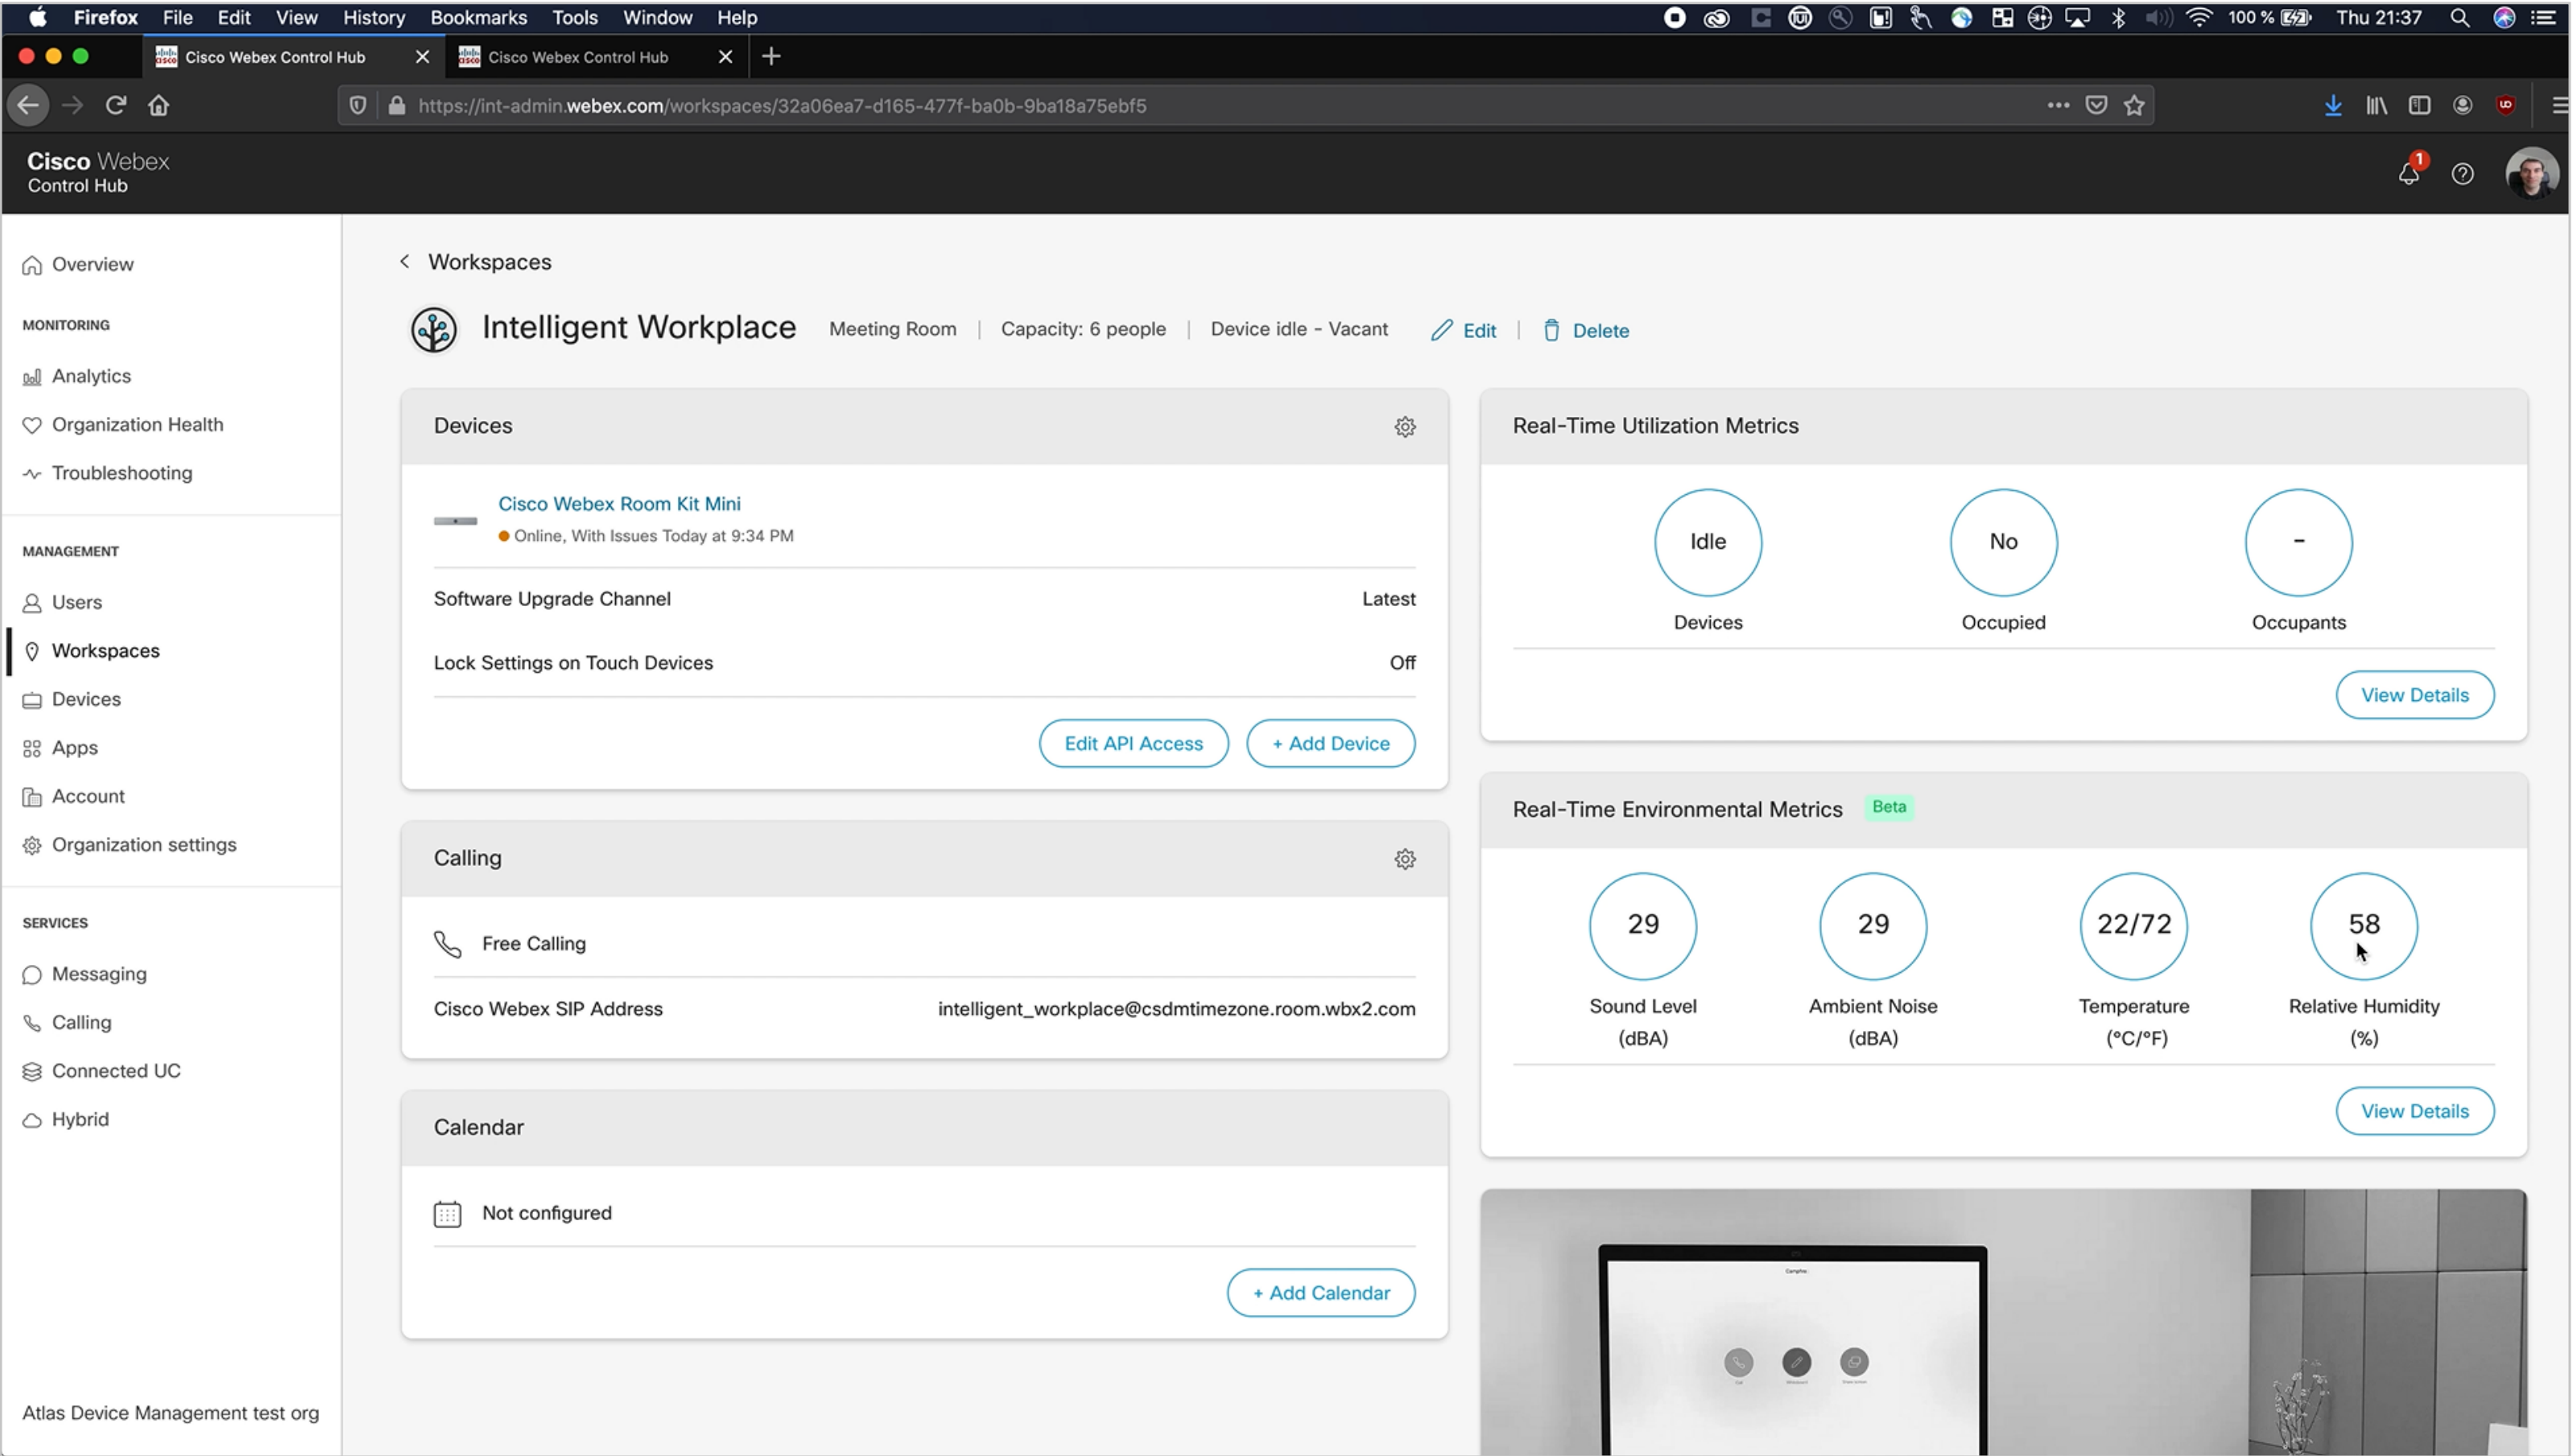 Firefox File Edit View History Bookmarks Tools Window Help 100 % Thu 21:37
Cisco Webex Control Hub
Cisco Webex Control Hub
https://int-admin.webex.com/workspaces/32a06ea7-d165-477f-ba0b-9ba18a75ebf5
Cisco Webex
Control Hub
1
Overview
MONITORING
Analytics
Organization Health
Troubleshooting
MANAGEMENT
Users
Workspaces
Devices
Apps
Account
Organization settings
SERVICES
Messaging
Calling
Connected UC
Hybrid
Atlas Device Management test org
Workspaces
Intelligent Workplace Meeting Room | Capacity: 6 people | Device idle - Vacant Edit | Delete
Devices
Cisco Webex Room Kit Mini
Online, With Issues Today at 9:34 PM
Software Upgrade Channel Latest
Lock Settings on Touch Devices Off
Edit API Access + Add Device
Calling
Free Calling
Cisco Webex SIP Address intelligent_workplace@csdmtimezone.room.wbx2.com
Calendar
Not configured
+ Add Calendar
Real-Time Utilization Metrics
Idle No -
Devices Occupied Occupants
View Details
Real-Time Environmental Metrics Beta
29 29 22/72 58
Sound Level Ambient Noise Temperature Relative Humidity
(dBA) (dBA) (°C/°F) (%)
View Details